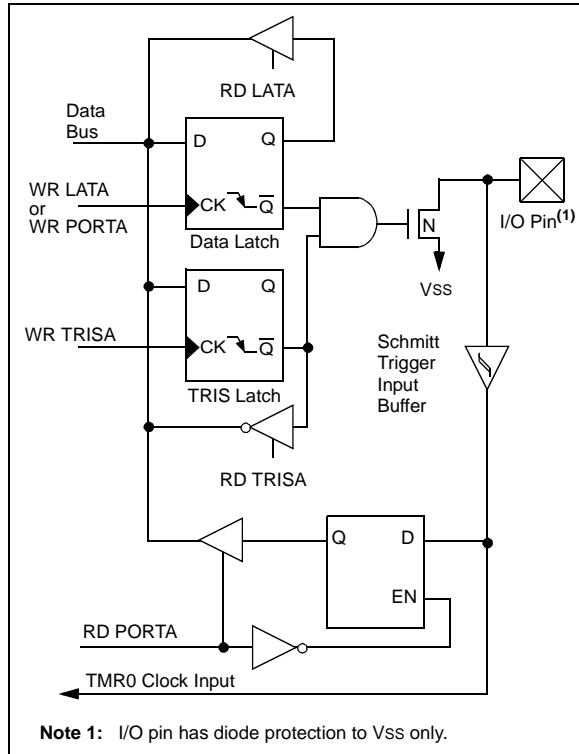 RD LATA
Data
Bus
D
Q
WR LATA
or
WR PORTA
CK
Q
Data Latch
N
I/O Pin(1)
VSS
D
Q
WR TRISA
CK
Q
TRIS Latch
Schmitt
Trigger
Input
Buffer
RD TRISA
Q
D
EN
RD PORTA
TMR0 Clock Input
Note 1: I/O pin has diode protection to VSS only.